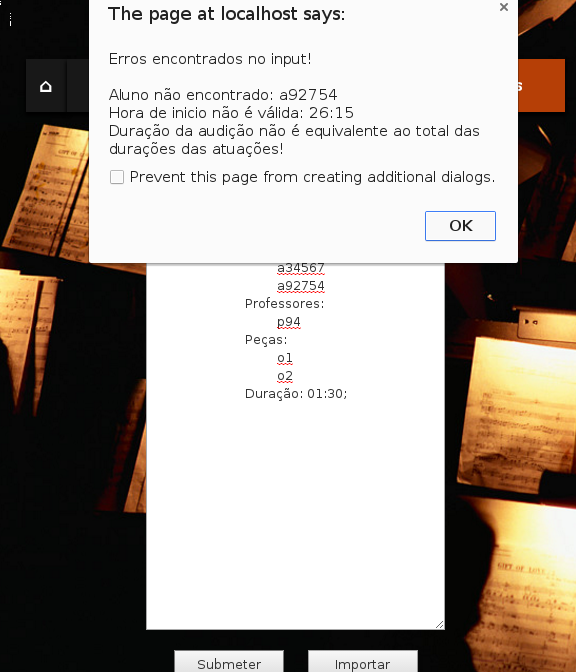 The page at localhost says:
Erros encontrados no input!
Aluno não encontrado: a92754
Hora de inicio não é válida: 26:15
Duração da audição não é equivalente ao total das
durações das atuações!
Prevent this page from creating additional dialogs.
OK
a34567
a92754
Professores:
p94
Peças:
o1
o2
Duração: 01:30;
Submeter
Importar